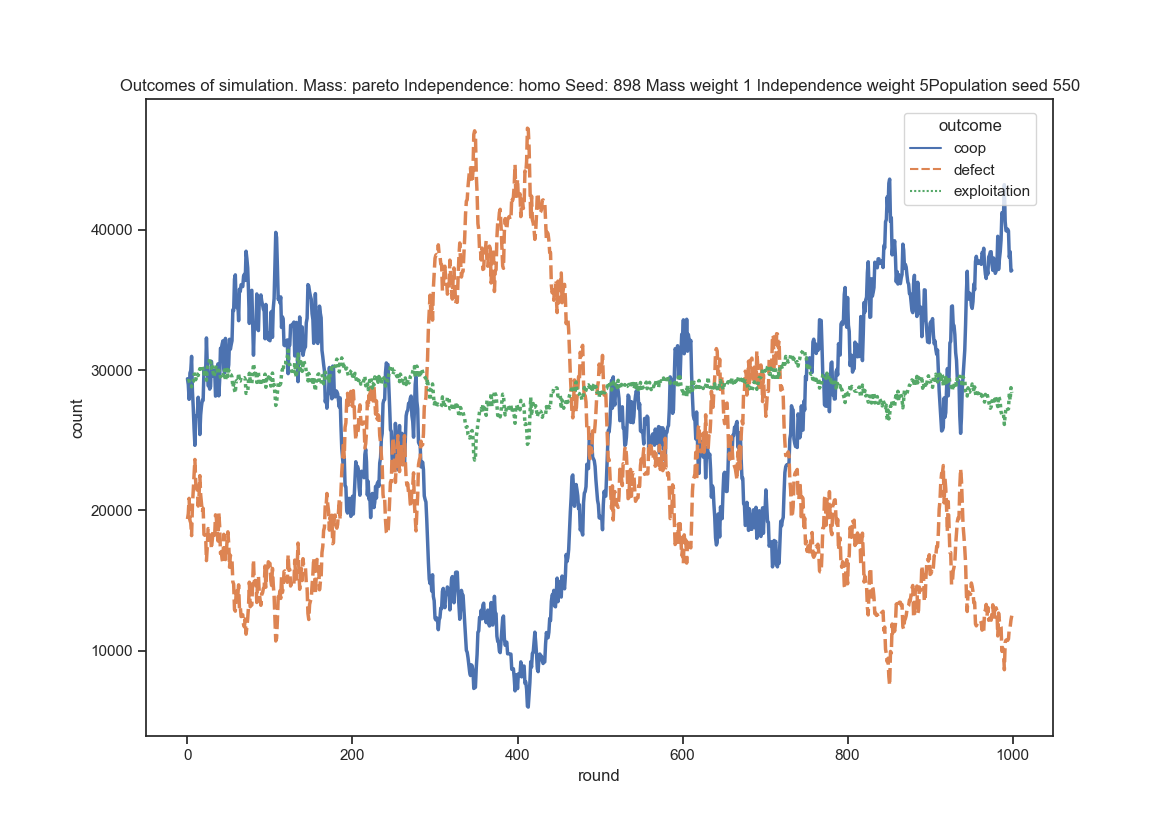 Outcomes of simulation. Mass: pareto Independence: homo Seed: 898 Mass weight 1 Independence weight 5Population seed 550
outcome
coop
defect
exploitation
40000
30000
20000
10000
count
0 200 400 600 800 1000
round